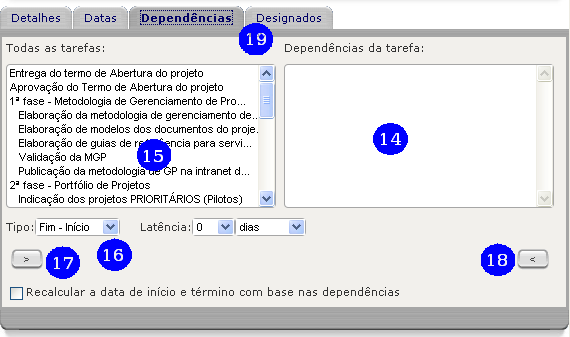 Detalhes Datas Dependências Designados
19
Todas as tarefas: Dependências da tarefa:
Entrega do termo de Abertura do projeto
Aprovação do Termo de Abertura do projeto
1ª fase - Metodologia de Gerenciamento de Pro...
Elaboração da metodologia de gerenciamento de...
Elaboração de modelos dos documentos do proje...
14
Elaboração de guias de para servi...
15
Validação da MGP
Publicação da metodologia de GP na intranet d...
2ª fase - Portfólio de Projetos
Indicação dos projetos PRIORITÁRIOS (Pilotos)
Tipo: Fim - Início Latência: 0 dias
16
> 17 18 <
Recalcular a data de início e término com base nas dependências